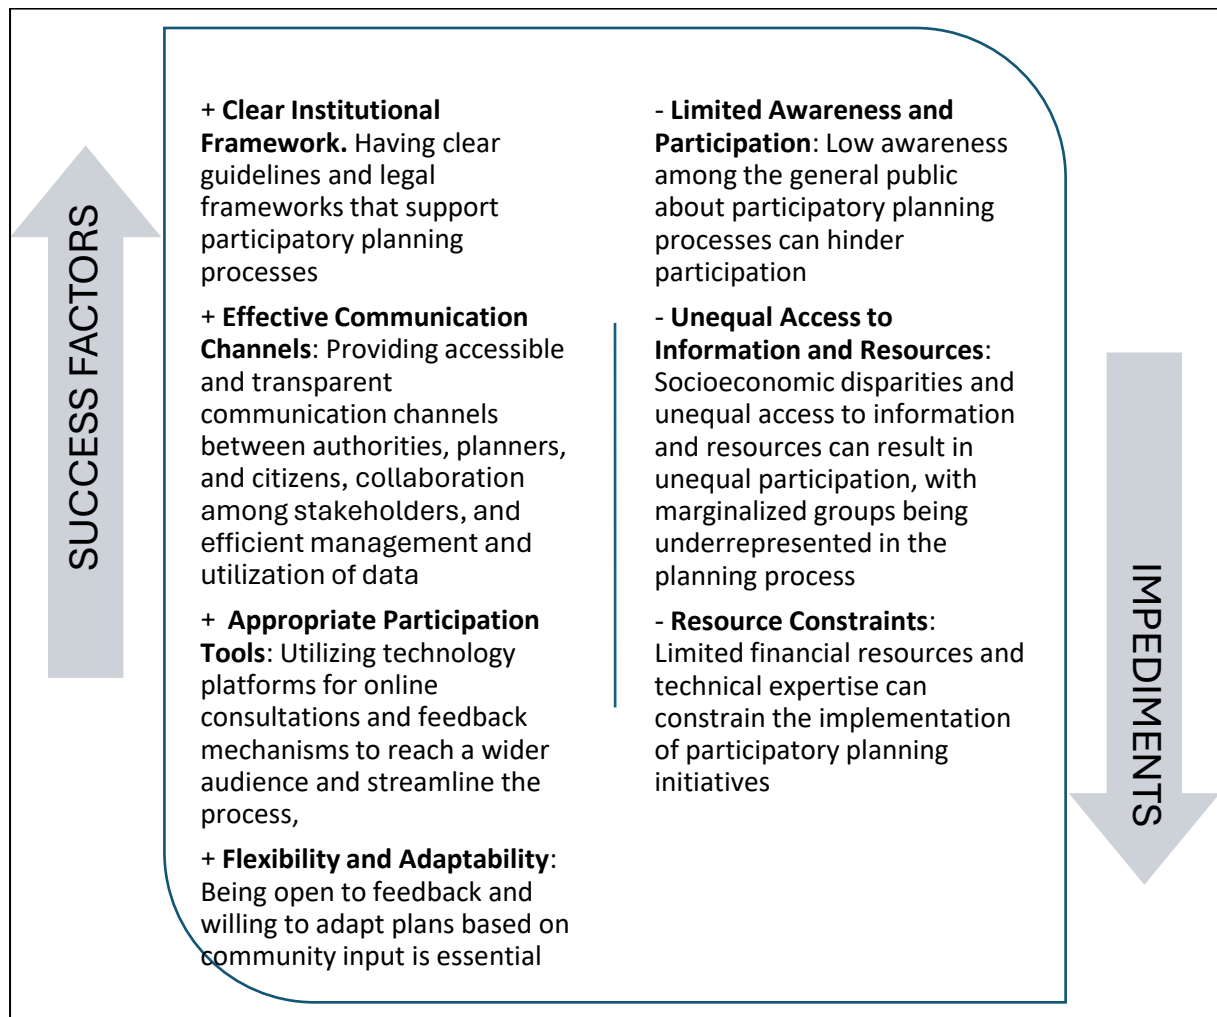 SUCCESS FACTORS
+ Clear Institutional
Framework. Having clear
guidelines and legal
frameworks that support
participatory planning
processes
+ Effective Communication
Channels: Providing accessible
and transparent
communication channels
between authorities, planners,
and citizens, collaboration
among stakeholders, and
efficient management and
utilization of data
+ Appropriate Participation
Tools: Utilizing technology
platforms for online
consultations and feedback
mechanisms to reach a wider
audience and streamline the
process,
+ Flexibility and Adaptability:
Being open to feedback and
willing to adapt plans based on
community input is essential
- Limited Awareness and
Participation: Low awareness
among the general public
about participatory planning
processes can hinder
participation
- Unequal Access to
Information and Resources:
Socioeconomic disparities and
unequal access to information
and resources can result in
unequal participation, with
marginalized groups being
underrepresented in the
planning process
- Resource Constraints:
Limited financial resources and
technical expertise can
constrain the implementation
of participatory planning
initiatives
IMPEDIMENTS